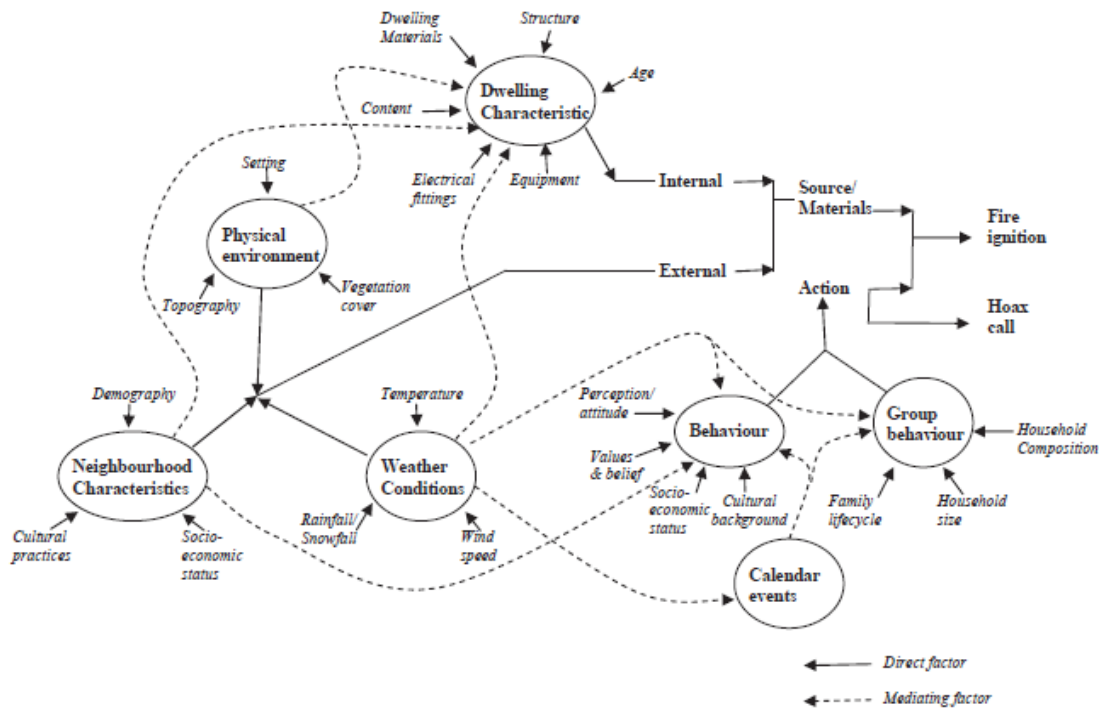 Dwelling
Materials
Structure
Age
Dwelling
Characteristic
Content
Electrical
fittings
Equipment
Setting
Physical
environment
Topography
Vegetation
cover
Internal
External
Source/
Materials
Fire
ignition
Action
Hoax
call
Demography
Neighbourhood
Characteristics
Cultural
practices
Socio-
economic
status
Temperature
Weather
Conditions
Rainfall/
Snowfall
Wind
speed
Perception/
attitude
Behaviour
Values
& belief
Socio-
economic
status
Cultural
background
Group
behaviour
Household
Composition
Family
lifecycle
Household
size
Calendar
events
Direct factor
Mediating factor